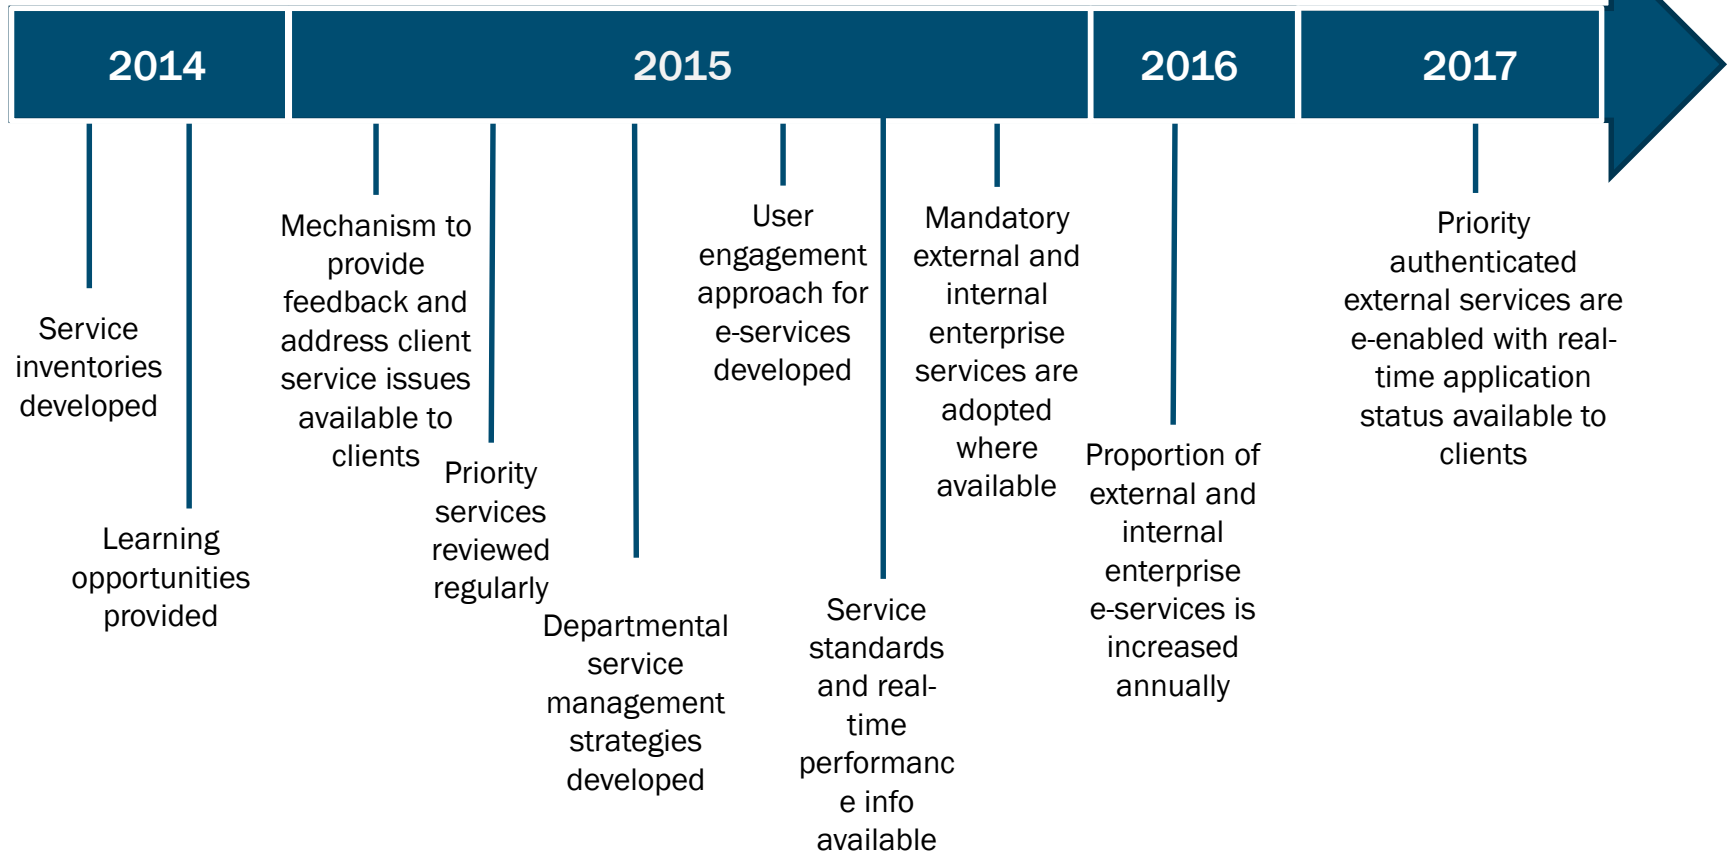 2014
2015
2016
2017
Service
inventories
developed
Learning
opportunities
provided
Mechanism to
provide
feedback and
address client
service issues
available to
clients
Priority
services
reviewed
regularly
Departmental
service
management
strategies
developed
User
engagement
approach for
e-services
developed
Service
standards
and real-
time
performanc
e info
available
Mandatory
external and
internal
enterprise
services are
adopted
where
available
Proportion of
external and
internal
enterprise
e-services is
increased
annually
Priority
authenticated
external services are
e-enabled with real-
time application
status available to
clients